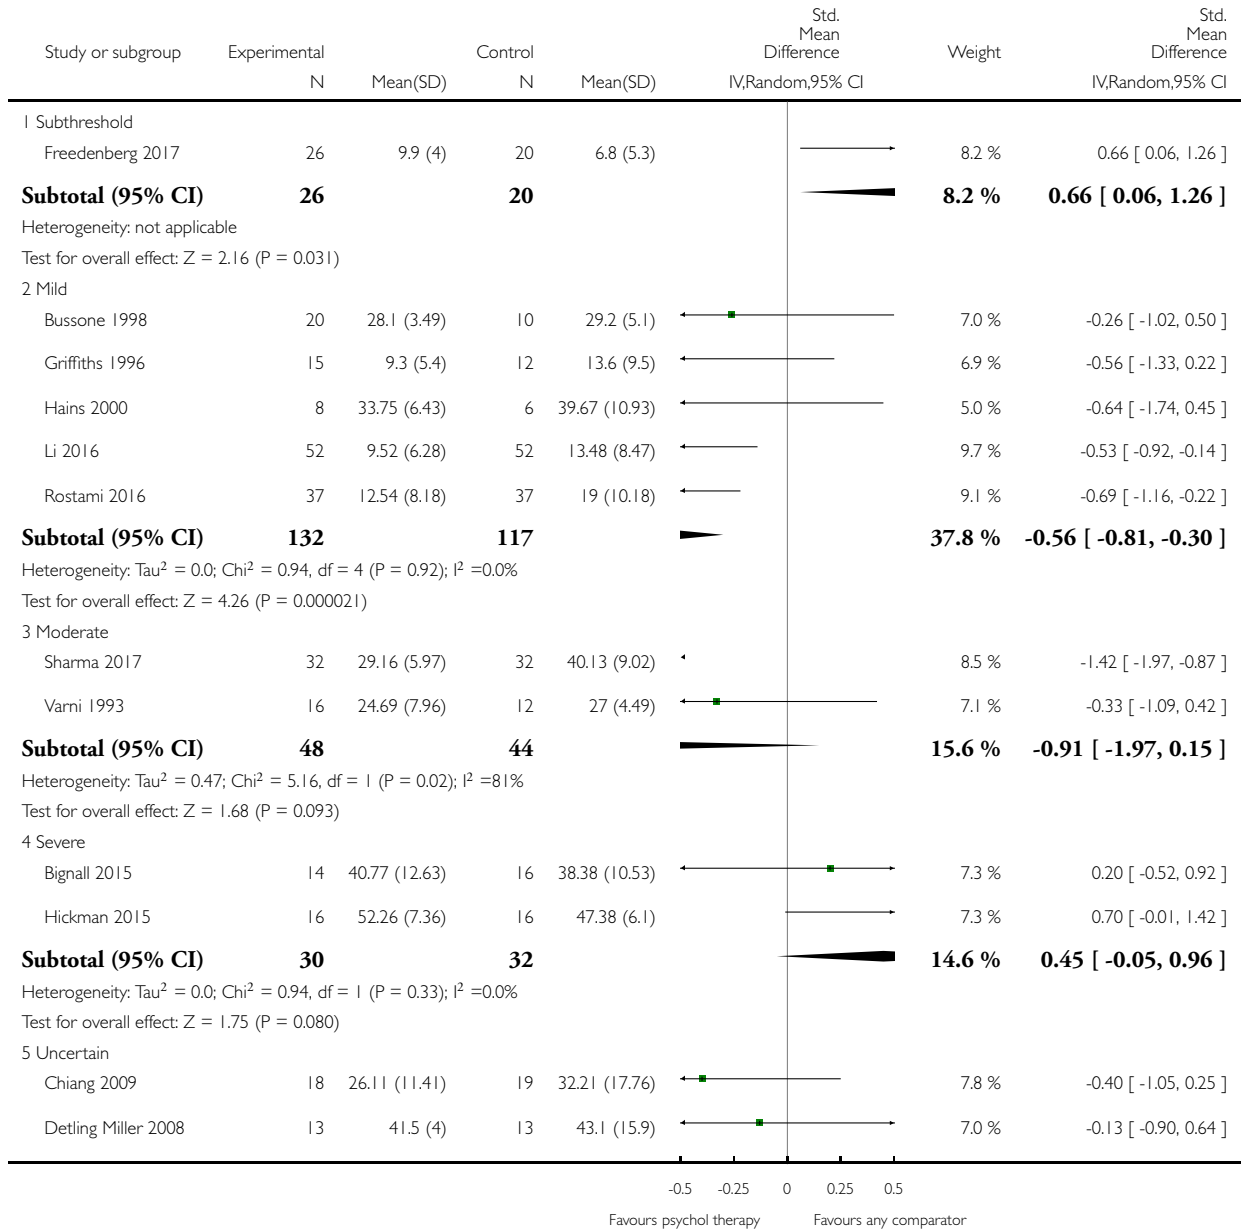 Study or subgroup Experimental Control Std. Mean Difference Weight Std. Mean Difference
N Mean(SD) N Mean(SD) IV,Random,95% CI IV,Random,95% CI
1 Subthreshold
Freedenberg 2017 26 9.9 (4) 20 6.8 (5.3) 8.2 % 0.66 [ 0.06, 1.26 ]
Subtotal (95% CI) 26 20 8.2 % 0.66 [ 0.06, 1.26 ]
Heterogeneity: not applicable
Test for overall effect: Z = 2.16 (P = 0.031)
2 Mild
Bussone 1998 20 28.1 (3.49) 10 29.2 (5.1) 7.0 % -0.26 [ -1.02, 0.50 ]
Griffiths 1996 15 9.3 (5.4) 12 13.6 (9.5) 6.9 % -0.56 [ -1.33, 0.22 ]
Hains 2000 8 33.75 (6.43) 6 39.67 (10.93) 5.0 % -0.64 [ -1.74, 0.45 ]
Li 2016 52 9.52 (6.28) 52 13.48 (8.47) 9.7 % -0.53 [ -0.92, -0.14 ]
Rostami 2016 37 12.54 (8.18) 37 19 (10.18) 9.1 % -0.69 [ -1.16, -0.22 ]
Subtotal (95% CI) 132 117 37.8 % -0.56 [ -0.81, -0.30 ]
Heterogeneity: Tau² = 0.0; Chi² = 0.94, df = 4 (P = 0.92); I² =0.0%
Test for overall effect: Z = 4.26 (P = 0.000021)
3 Moderate
Sharma 2017 32 29.16 (5.97) 32 40.13 (9.02) 8.5 % -1.42 [ -1.97, -0.87 ]
Varni 1993 16 24.69 (7.96) 12 27 (4.49) 7.1 % -0.33 [ -1.09, 0.42 ]
Subtotal (95% CI) 48 44 15.6 % -0.91 [ -1.97, 0.15 ]
Heterogeneity: Tau² = 0.47; Chi² = 5.16, df = 1 (P = 0.02); I² =81%
Test for overall effect: Z = 1.68 (P = 0.093)
4 Severe
Bignall 2015 14 40.77 (12.63) 16 38.38 (10.53) 7.3 % 0.20 [ -0.52, 0.92 ]
Hickman 2015 16 52.26 (7.36) 16 47.38 (6.1) 7.3 % 0.70 [ -0.01, 1.42 ]
Subtotal (95% CI) 30 32 14.6 % 0.45 [ -0.05, 0.96 ]
Heterogeneity: Tau² = 0.0; Chi² = 0.94, df = 1 (P = 0.33); I² =0.0%
Test for overall effect: Z = 1.75 (P = 0.080)
5 Uncertain
Chiang 2009 18 26.11 (11.41) 19 32.21 (17.76) 7.8 % -0.40 [ -1.05, 0.25 ]
Detling Miller 2008 13 41.5 (4) 13 43.1 (15.9) 7.0 % -0.13 [ -0.90, 0.64 ]
-0.5 -0.25 0 0.25 0.5
Favours psychol therapy Favours any comparator